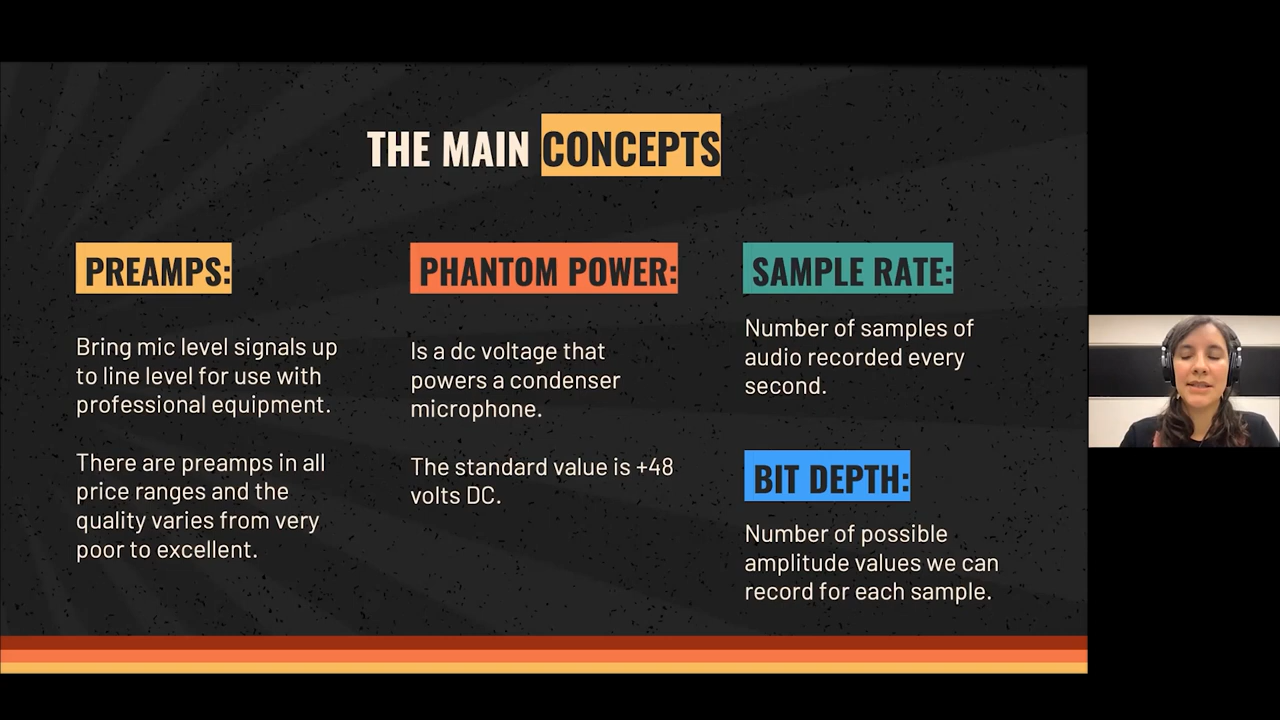 THE MAIN CONCEPTS
PREAMPS:
Bring mic level signals up
to line level for use with
professional equipment.
There are preamps in all
price ranges and the
quality varies from very
poor to excellent.
PHANTOM POWER:
Is a dc voltage that
powers a condenser
microphone.
The standard value is +48
volts DC.
SAMPLE RATE:
Number of samples of
audio recorded every
second.
BIT DEPTH:
Number of possible
amplitude values we can
record for each sample.